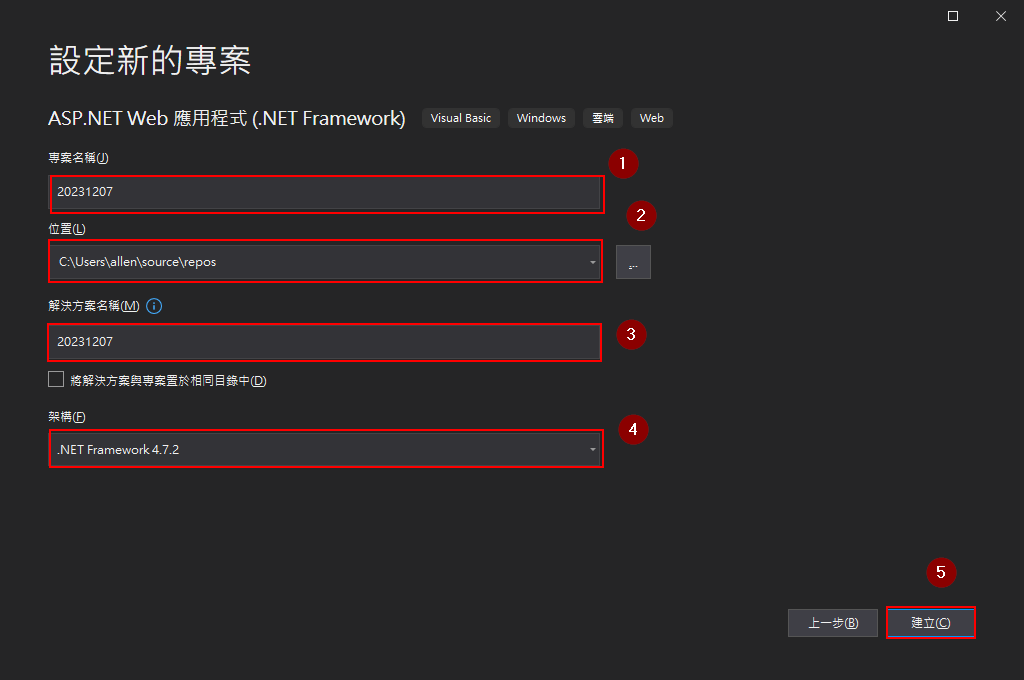 設定新的專案
ASP.NET Web 應用程式 (.NET Framework) Visual Basic Windows 雲端 Web
專案名稱(J)
1
20231207
2
位置(L)
C:\Users\allen\source\repos ...
解決方案名稱(M)
20231207 3
將解決方案與專案置於相同目錄中(D)
架構(F)
4
.NET Framework 4.7.2
5
上一步(B) 建立(C)